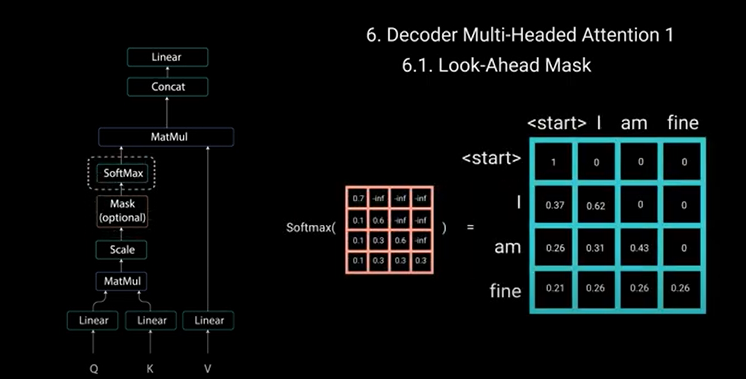 6. Decoder Multi-Headed Attention 1
6.1. Look-Ahead Mask
Linear
Concat
MatMul
SoftMax
Mask
(optional)
Scale
MatMul
Linear Linear Linear
Q K V
Softmax(
0.7 -inf -inf -inf
0.1 0.6 -inf -inf
0.1 0.3 0.6 -inf
0.1 0.3 0.3 0.3
) =
<start> I am fine
<start> 1 0 0 0
I 0.37 0.62 0 0
am 0.26 0.31 0.43 0
fine 0.21 0.26 0.26 0.26